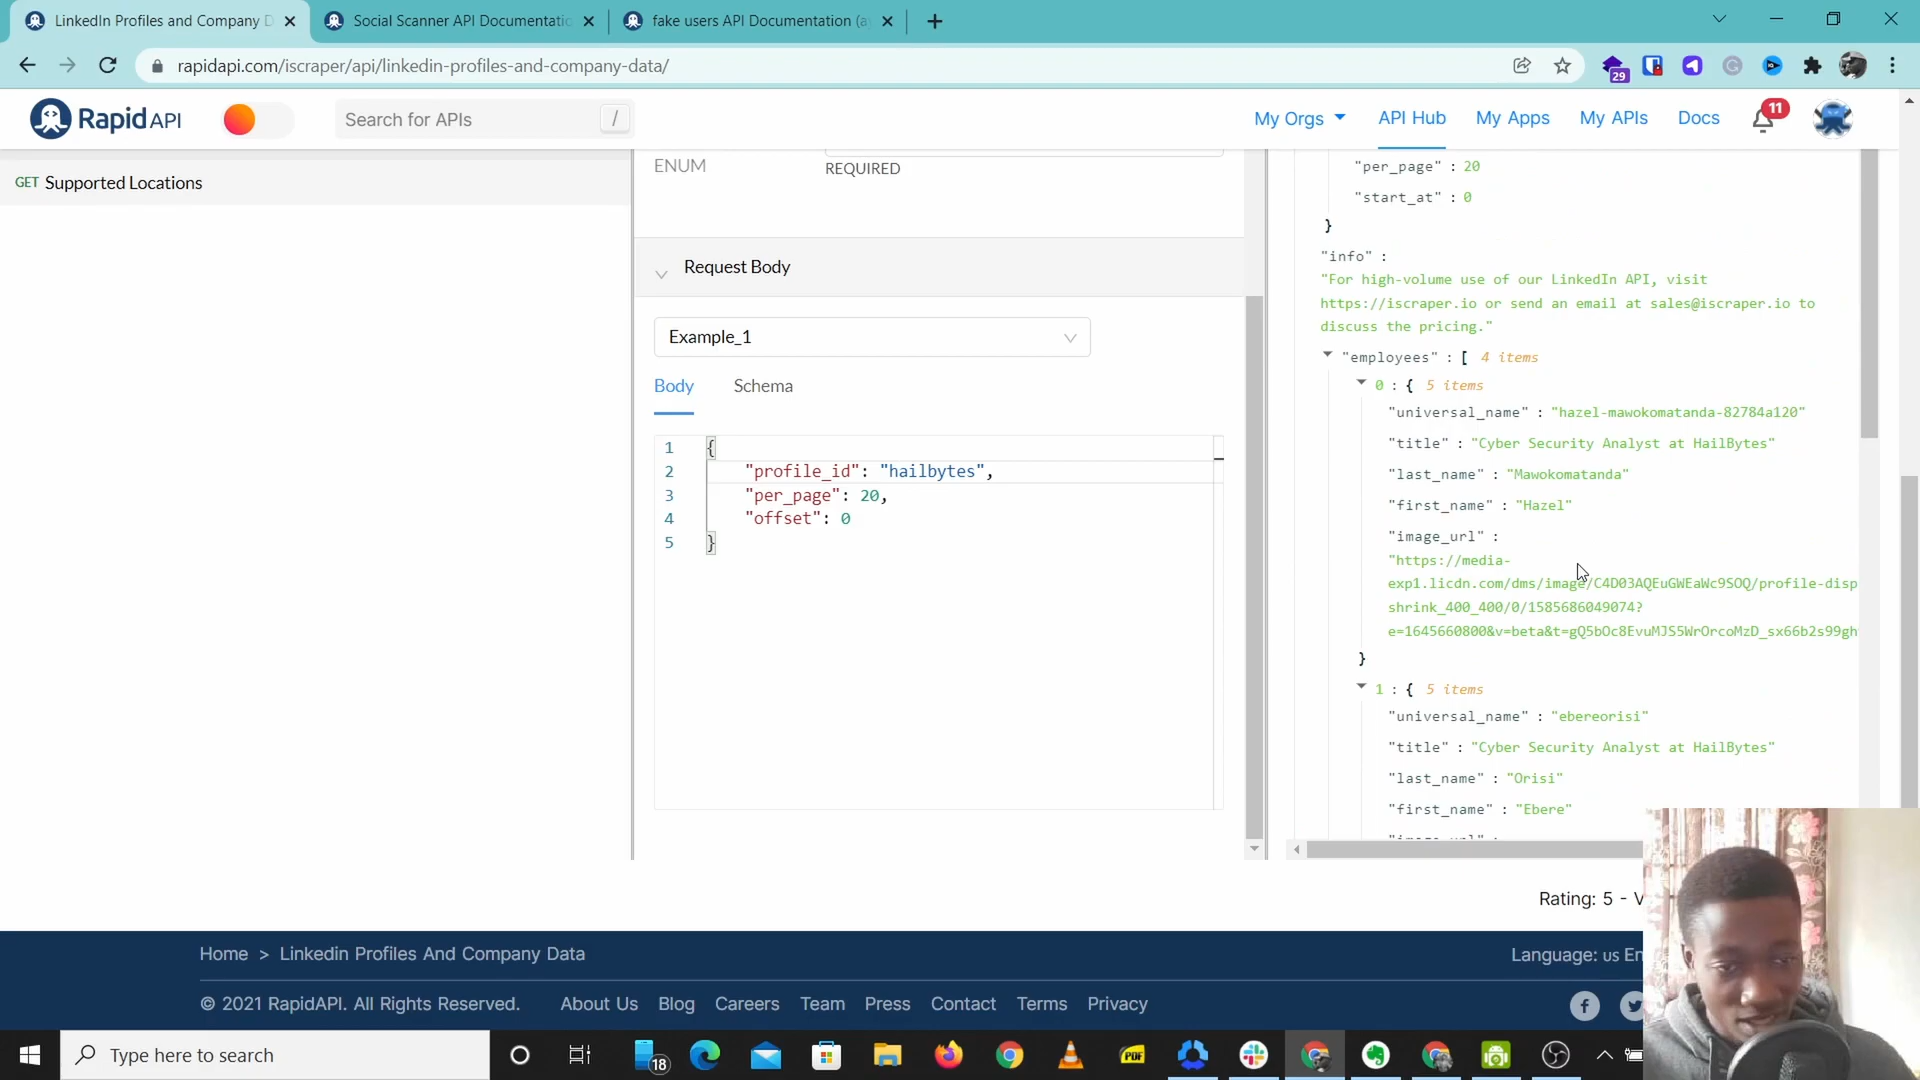 LinkedIn Profiles and Company D
Social Scanner API Documentatio
fake users API Documentation (a
rapidapi.com/iscraper/api/linkedin-profiles-and-company-data/
29
Rapid API
Search for APIs
/
My Orgs
API Hub
My Apps
My APIs
Docs
11
GET Supported Locations
ENUM
REQUIRED
Request Body
Example_1
Body
Schema
1 {
2 "profile_id": "hailbytes",
3 "per_page": 20,
4 "offset": 0
5 }
"per_page" : 20
"start_at" : 0
}
"info" :
"For high-volume use of our LinkedIn API, visit
https://iscraper.io or send an email at sales@iscraper.io to
discuss the pricing."
"employees" : [ 4 items
0 : { 5 items
"universal_name" : "hazel-mawokomatanda-82784a120"
"title" : "Cyber Security Analyst at HailBytes"
"last_name" : "Mawokomatanda"
"first_name" : "Hazel"
"image_url" :
"https://media-
exp1.licdn.com/dms/image/C4D03AQEuGWEaWc9SOQ/profile-disp
shrink_400_400/0/1585686049074?
e=1645660800&v=beta&t=gQ5bOc8EvuMJS5WrOrcoMzD_sx66b2s99gh
}
1 : { 5 items
"universal_name" : "ebereorisi"
"title" : "Cyber Security Analyst at HailBytes"
"last_name" : "Orisi"
"first_name" : "Ebere"
Rating: 5 - V
Home > Linkedin Profiles And Company Data
Language: us En
© 2021 RapidAPI. All Rights Reserved.
About Us
Blog
Careers
Team
Press
Contact
Terms
Privacy
Type here to search
18
PDF